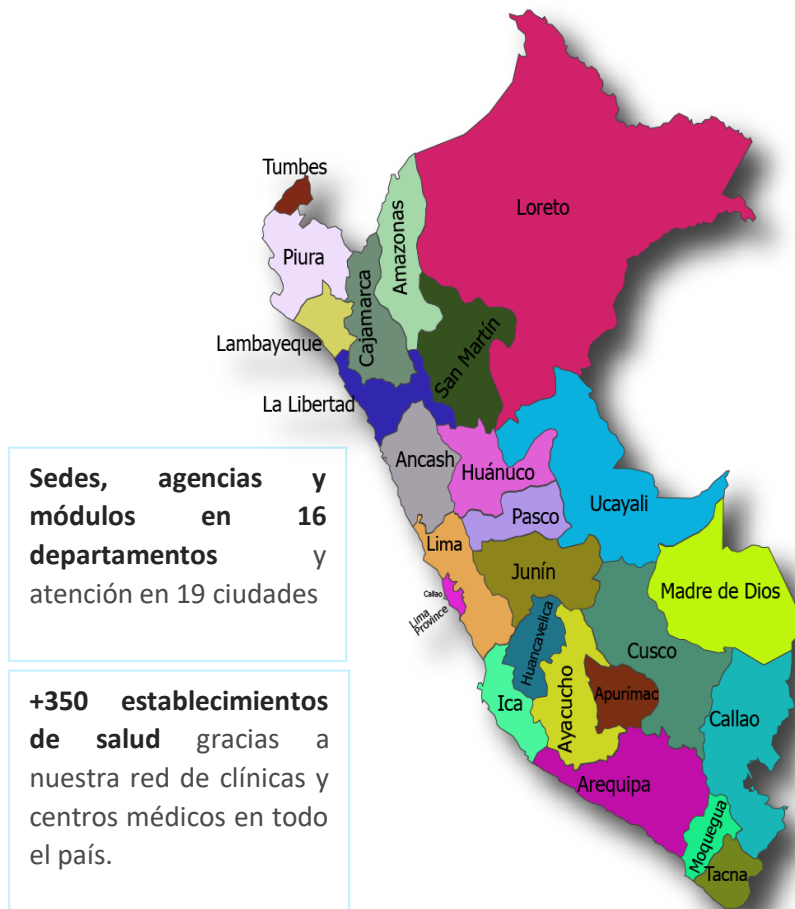 Tumbes
Loreto
Piura
Amazonas
Cajamarca
Lambayeque
San Martín
La Libertad
Ancash
Huánuco
Ucayali
Pasco
Lima
Junín
Callao
Lima
Province
Madre de Dios
Huancavelica
Cusco
Ica
Ayacucho
Apurímac
Callao
Arequipa
Moquegua
Tacna
Sedes, agencias y
módulos en 16
departamentos y
atención en 19 ciudades
+350 establecimientos
de salud gracias a
nuestra red de clínicas y
centros médicos en todo
el país.